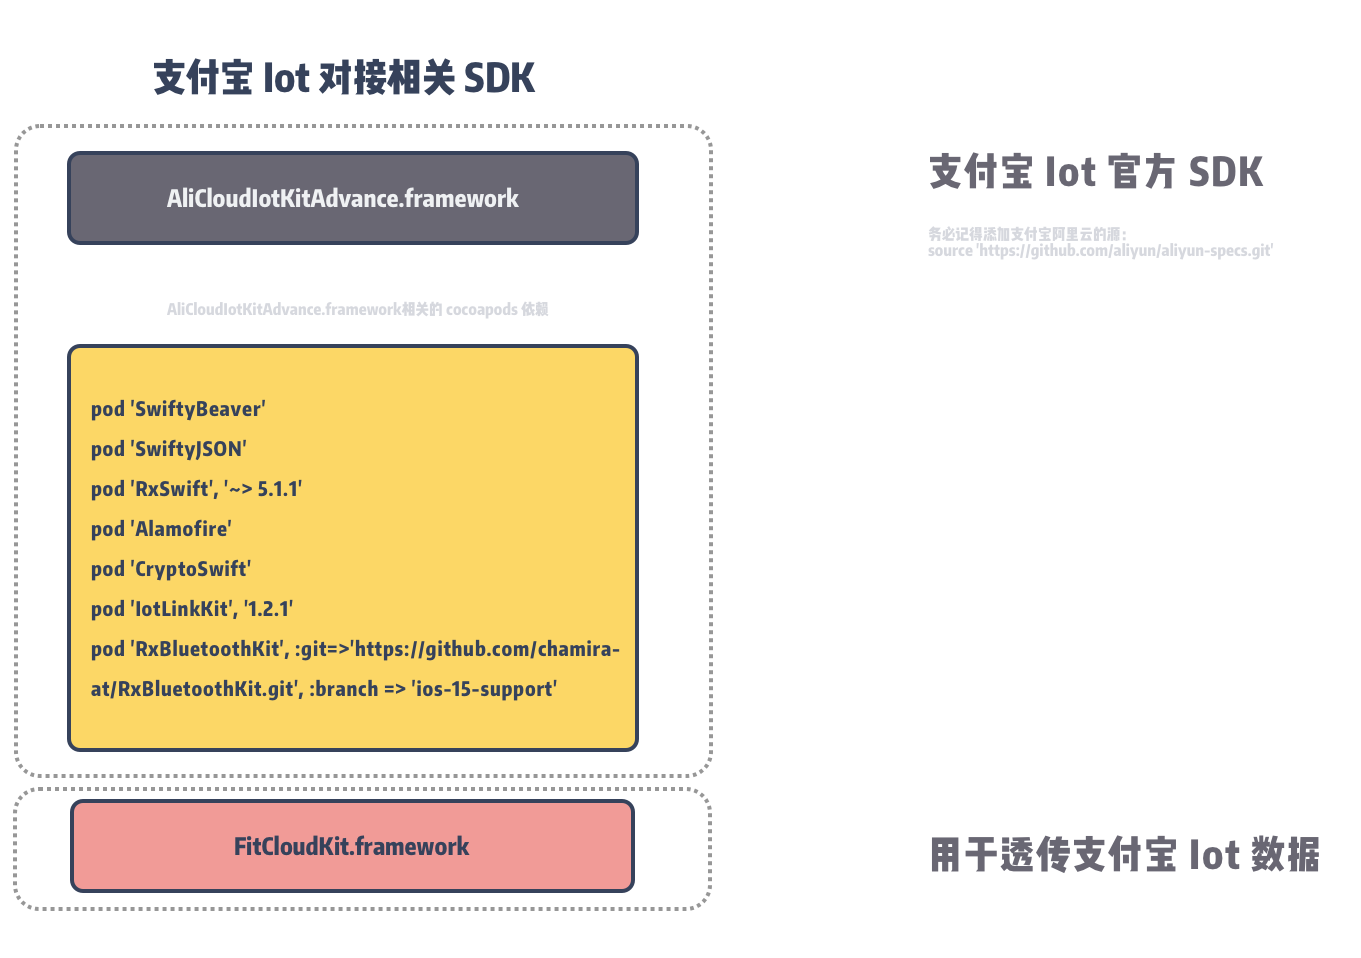 支付宝 Iot 对接相关 SDK
AliCloudIotKitAdvance.framework
支付宝 Iot 官方 SDK
务必记得添加支付宝阿里云的源：
source 'https://github.com/aliyun/aliyun-specs.git'
AliCloudIotKitAdvance.framework相关的 cocoapods 依赖
pod 'SwiftyBeaver'
pod 'SwiftyJSON'
pod 'RxSwift', '~> 5.1.1'
pod 'Alamofire'
pod 'CryptoSwift'
pod 'IotLinkKit', '1.2.1'
pod 'RxBluetoothKit', :git=>'https://github.com/chamira-
at/RxBluetoothKit.git', :branch => 'ios-15-support'
FitCloudKit.framework
用于透传支付宝 Iot 数据